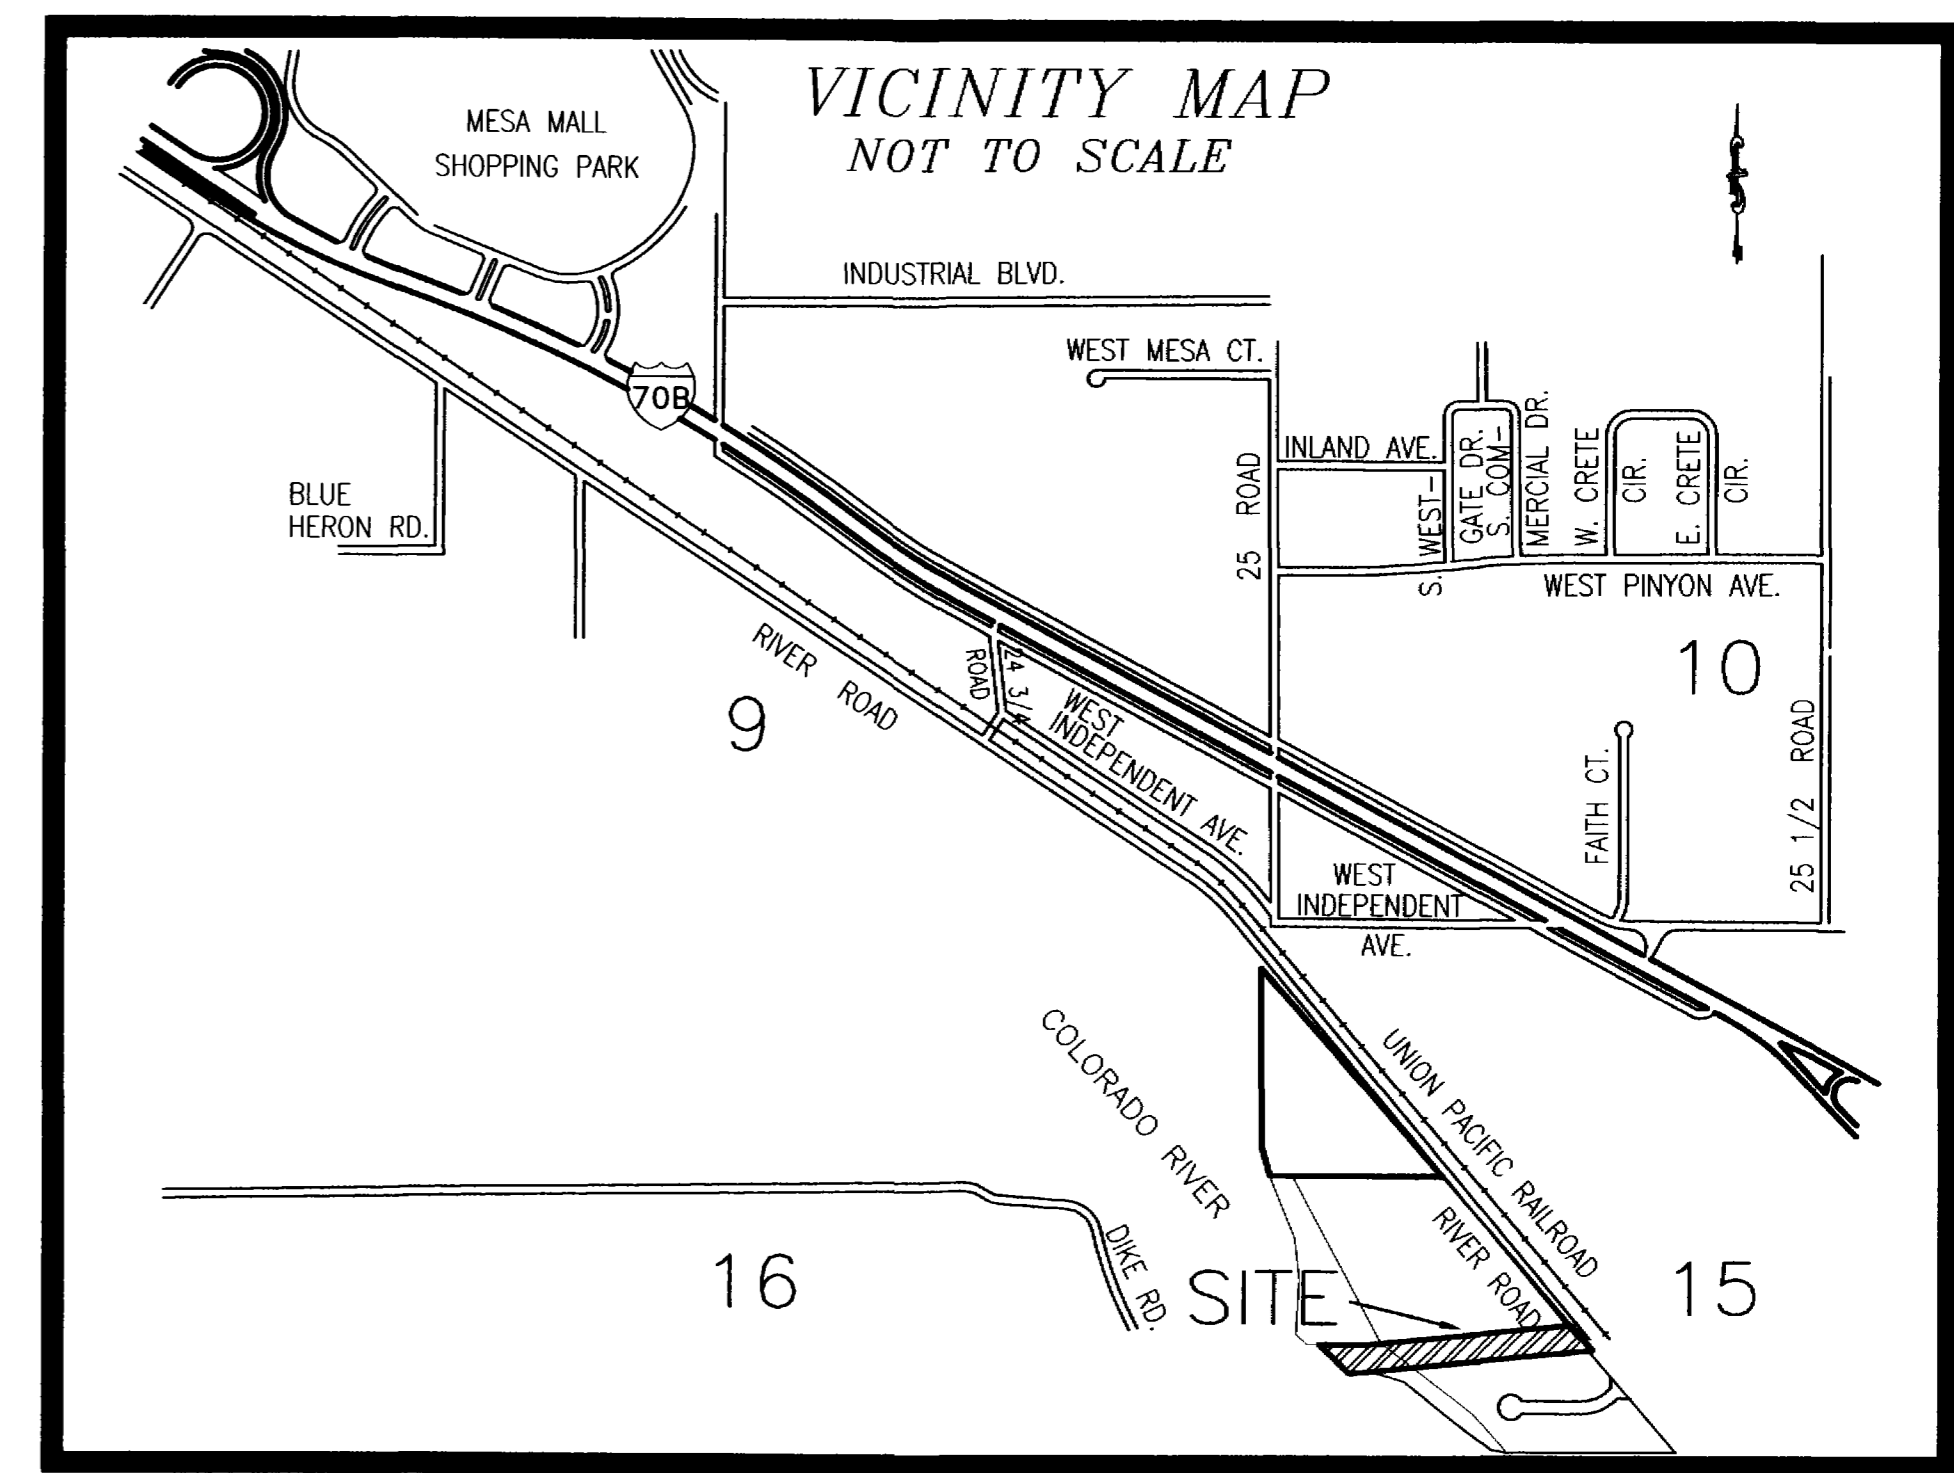 VICINITY MAP
NOT TO SCALE
MESA MALL
SHOPPING PARK
INDUSTRIAL BLVD.
WEST MESA CT.
70B
INLAND AVE.
25 ROAD
S. WEST-
GATE DR.
S. COM-
MERCIAL DR.
W. CRETE
CIR.
E. CRETE
CIR.
BLUE
HERON RD.
WEST PINYON AVE.
RIVER ROAD
24 3/4
ROAD
WEST
INDEPENDENT AVE.
9
10
FAITH CT.
25 1/2 ROAD
WEST
INDEPENDENT
AVE.
COLORADO RIVER
UNION PACIFIC RAILROAD
RIVER ROAD
DIKE RD.
16
SITE
15